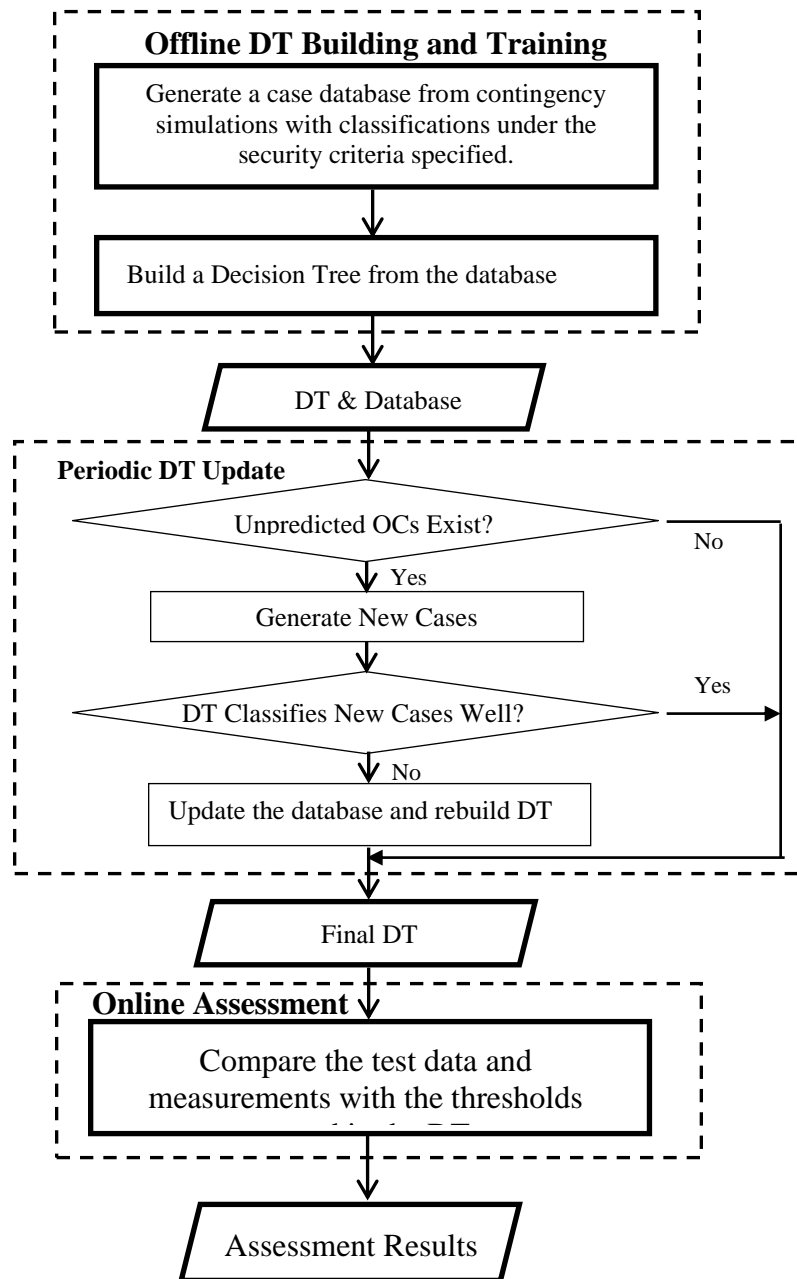 Offline DT Building and Training
Generate a case database from contingency
simulations with classifications under the
security criteria specified.
Build a Decision Tree from the database
DT & Database
Periodic DT Update
Unpredicted OCs Exist?
No
Yes
Generate New Cases
Yes
DT Classifies New Cases Well?
No
Update the database and rebuild DT
Final DT
Online Assessment
Compare the test data and
measurements with the thresholds
Assessment Results